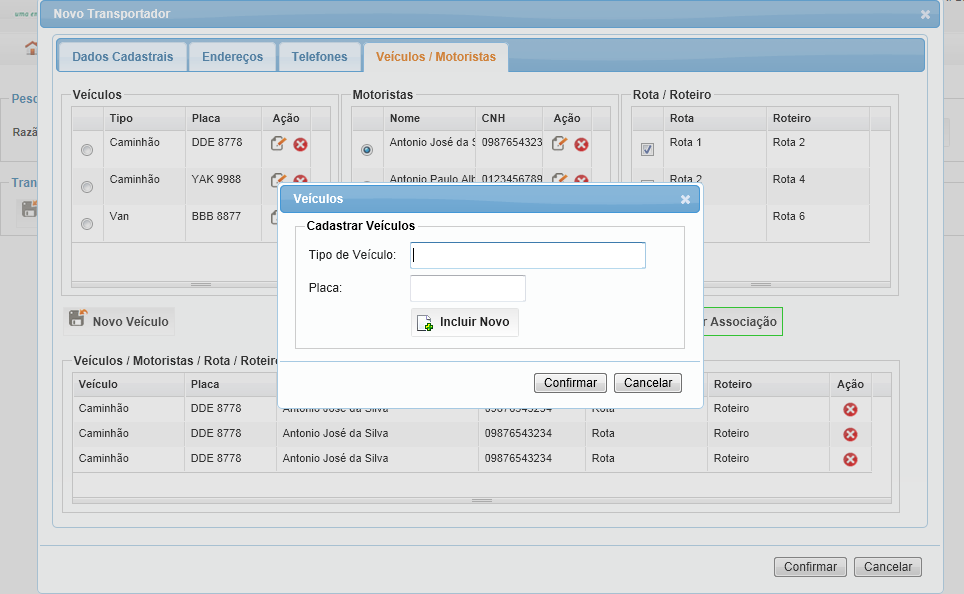 Novo Transportador
Dados Cadastrais Endereços Telefones Veículos / Motoristas
Veículos Motoristas Rota / Roteiro
Tipo Placa Ação Nome CNH Ação Rota Roteiro
Caminhão DDE 8778 Antonio José da S 0987654323 Rota 1 Rota 2
Caminhão YAK 9988 Antonio Paulo Alb 0123456789 Rota 2 Rota 4
Van BBB 8877 Rota 6
Veículos
Cadastrar Veículos
Tipo de Veículo:
Placa:
Incluir Novo
Confirmar Cancelar
Novo Veículo r Associação
Veículos / Motoristas / Rota / Roteiro
Veículo Placa Roteiro Ação
Caminhão DDE 8778 Antonio José da Silva 09876543234 Rota Roteiro
Caminhão DDE 8778 Antonio José da Silva 09876543234 Rota Roteiro
Caminhão DDE 8778 Antonio José da Silva 09876543234 Rota Roteiro
Confirmar Cancelar
Pesq
Razã
Tran